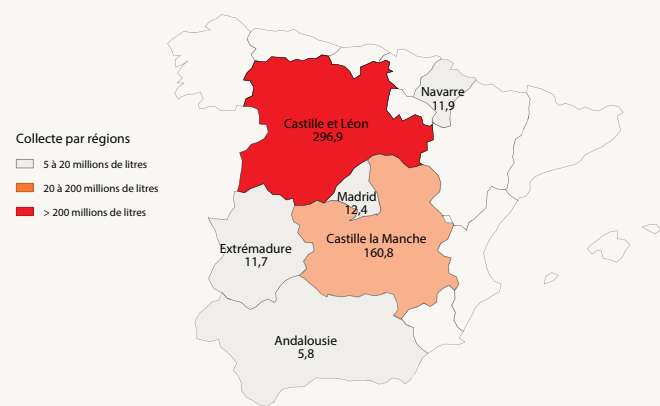 Navarre
11,9
Castille et Léon
296,9
Collecte par régions
5 à 20 millions de litres
20 à 200 millions de litres
> 200 millions de litres
Madrid
12,4
Castille la Manche
160,8
Extrémadure
11,7
Andalousie
5,8